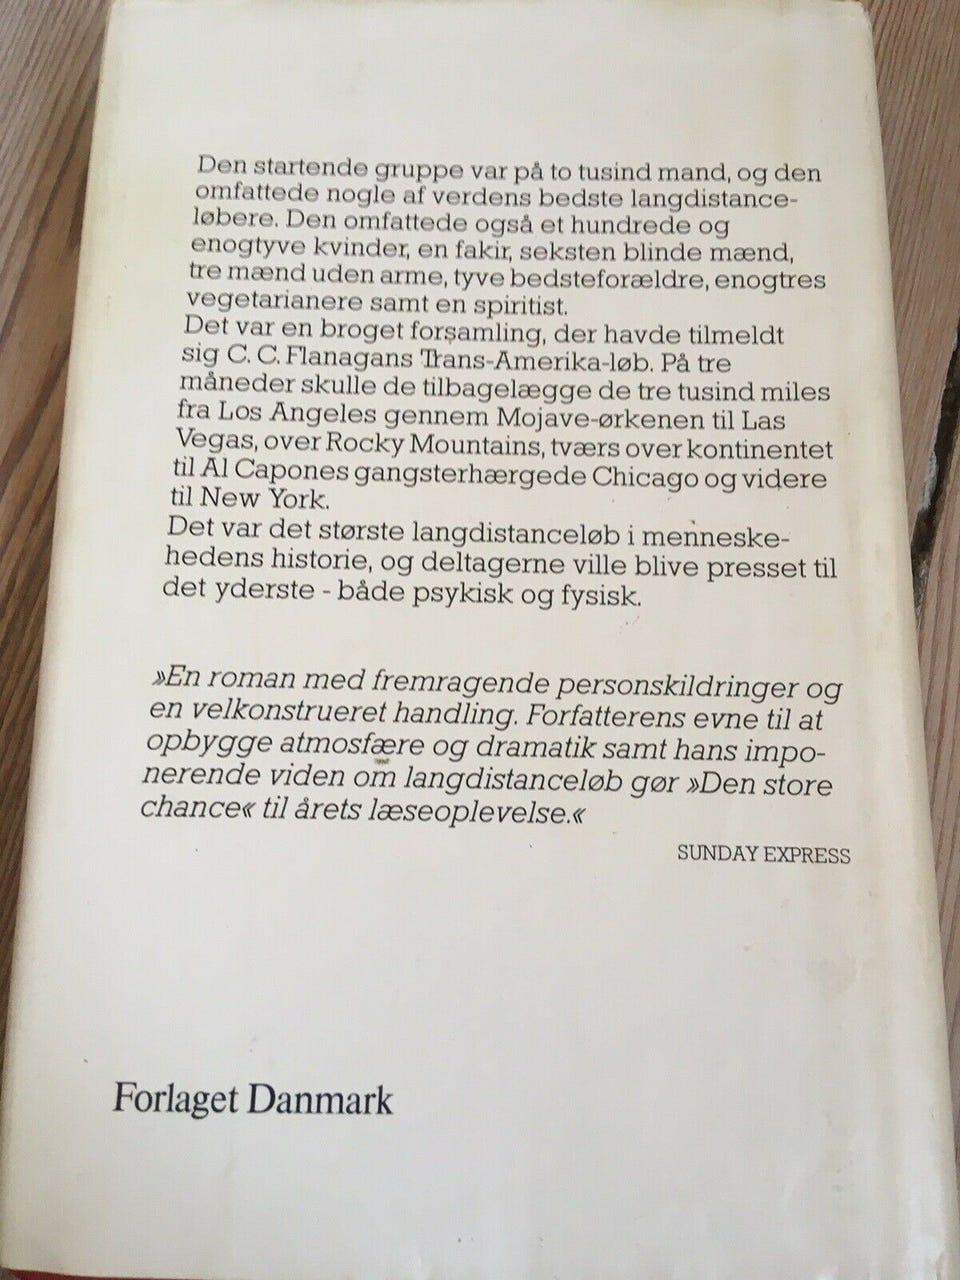 Den startende gruppe var på to tusind mand, og den
omfattede nogle af verdens bedste langdistance-
løbere. Den omfattede også et hundrede og
enogtyve kvinder, en fakir, seksten blinde mænd,
tre mænd uden arme, tyve bedsteforældre, enogtres
vegetarianere samt en spiritist.
Det var en broget forsamling, der havde tilmeldt
sig C. C. Flanagans Trans-Amerika-løb. På tre
måneder skulle de tilbagelægge de tre tusind miles
fra Los Angeles gennem Mojave-ørkenen til Las
Vegas, over Rocky Mountains, tværs over kontinentet
til Al Capones gangsterhærgede Chicago og videre
til New York.
Det var det største langdistanceløb i menneske-
hedens historie, og deltagerne ville blive presset til
det yderste - både psykisk og fysisk.
»En roman med fremragende personskildringer og
en velkonstrueret handling. Forfatterens evne til at
opbygge atmosfære og dramatik samt hans impo-
nerende viden om langdistanceløb gør »Den store
chance« til årets læseoplevelse.«
SUNDAY EXPRESS
Forlaget Danmark